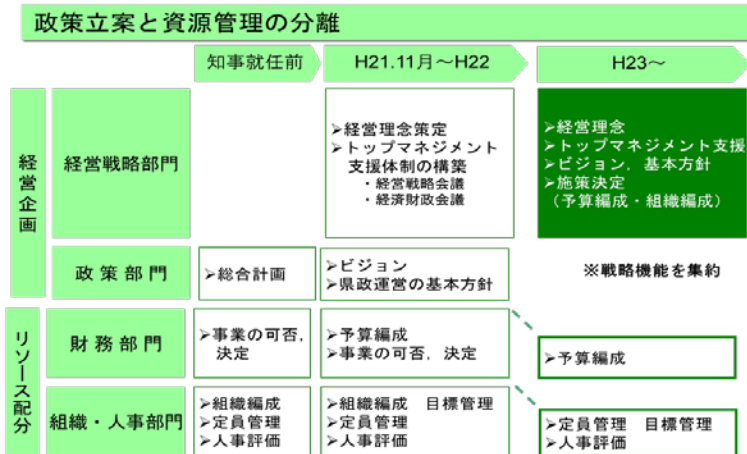 政策立案と資源管理の分離
知事就任前
H21.11月～H22
H23～
経営企画
経営戦略部門
➢経営理念策定
➢トップマネジメント
支援体制の構築
・経営戦略会議
・経済財政会議
➢経営理念
➢トップマネジメント支援
➢ビジョン，基本方針
➢施策決定
（予算編成・組織編成）
政策部門
➢総合計画
➢ビジョン
➢県政運営の基本方針
※戦略機能を集約
リソース配分
財務部門
➢事業の可否，
決定
➢予算編成
➢事業の可否，決定
➢予算編成
組織・人事部門
➢組織編成
➢定員管理
➢人事評価
➢組織編成　目標管理
➢定員管理
➢人事評価
➢定員管理　目標管理
➢人事評価